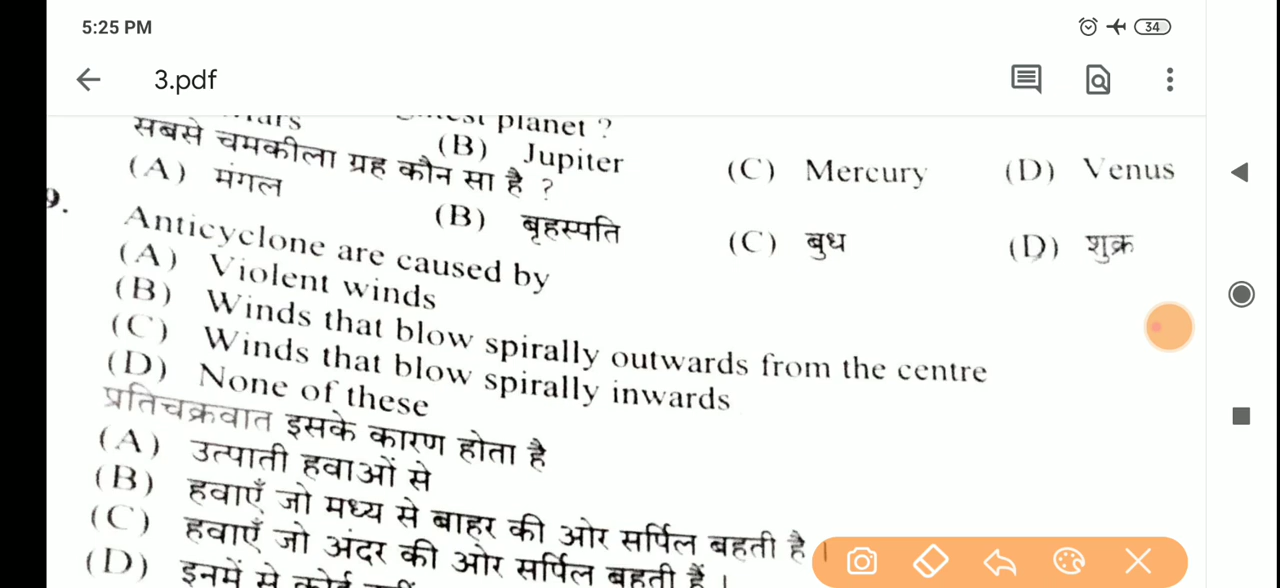 5:25 PM
34
3.pdf
planet ?
(B) Jupiter (C) Mercury (D) Venus
सबसे चमकीला ग्रह कौन सा है ?
(A) मंगल (B) बृहस्पति (C) बुध (D) शुक्र
9. Anticyclone are caused by
(A) Violent winds
(B) Winds that blow spirally outwards from the centre
(C) Winds that blow spirally inwards
(D) None of these
प्रतिचक्रवात इसके कारण होता है
(A) उत्पाती हवाओं से
(B) हवाएँ जो मध्य से बाहर की ओर सर्पिल बहती है ।
(C) हवाएँ जो अंदर की ओर सर्पिल बहती हैं ।
(D) इनमें से